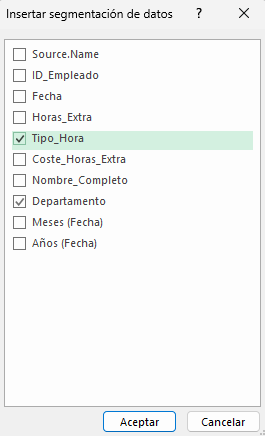 Insertar segmentación de datos ?
Source.Name
ID_Empleado
Fecha
Horas_Extra
Tipo_Hora
Coste_Horas_Extra
Nombre_Completo
Departamento
Meses (Fecha)
Años (Fecha)
Aceptar Cancelar